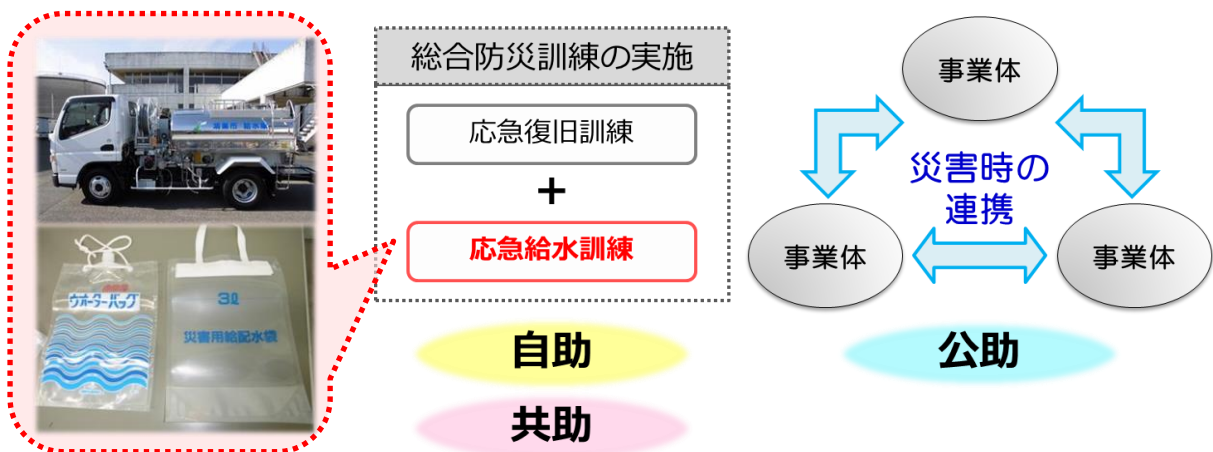 総合防災訓練の実施
応急復旧訓練
+
応急給水訓練
自助
共助
ウオーターバッグ
3ℓ
災害用給配水袋
事業体
災害時の
連携
事業体
事業体
公助